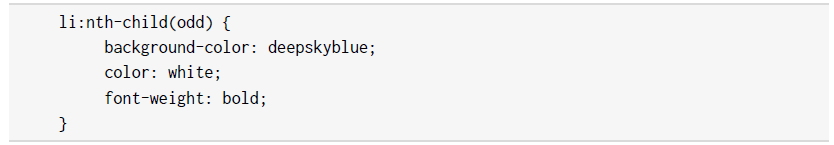 li:nth-child(odd) {
background-color: deepskyblue;
color: white;
font-weight: bold;
}